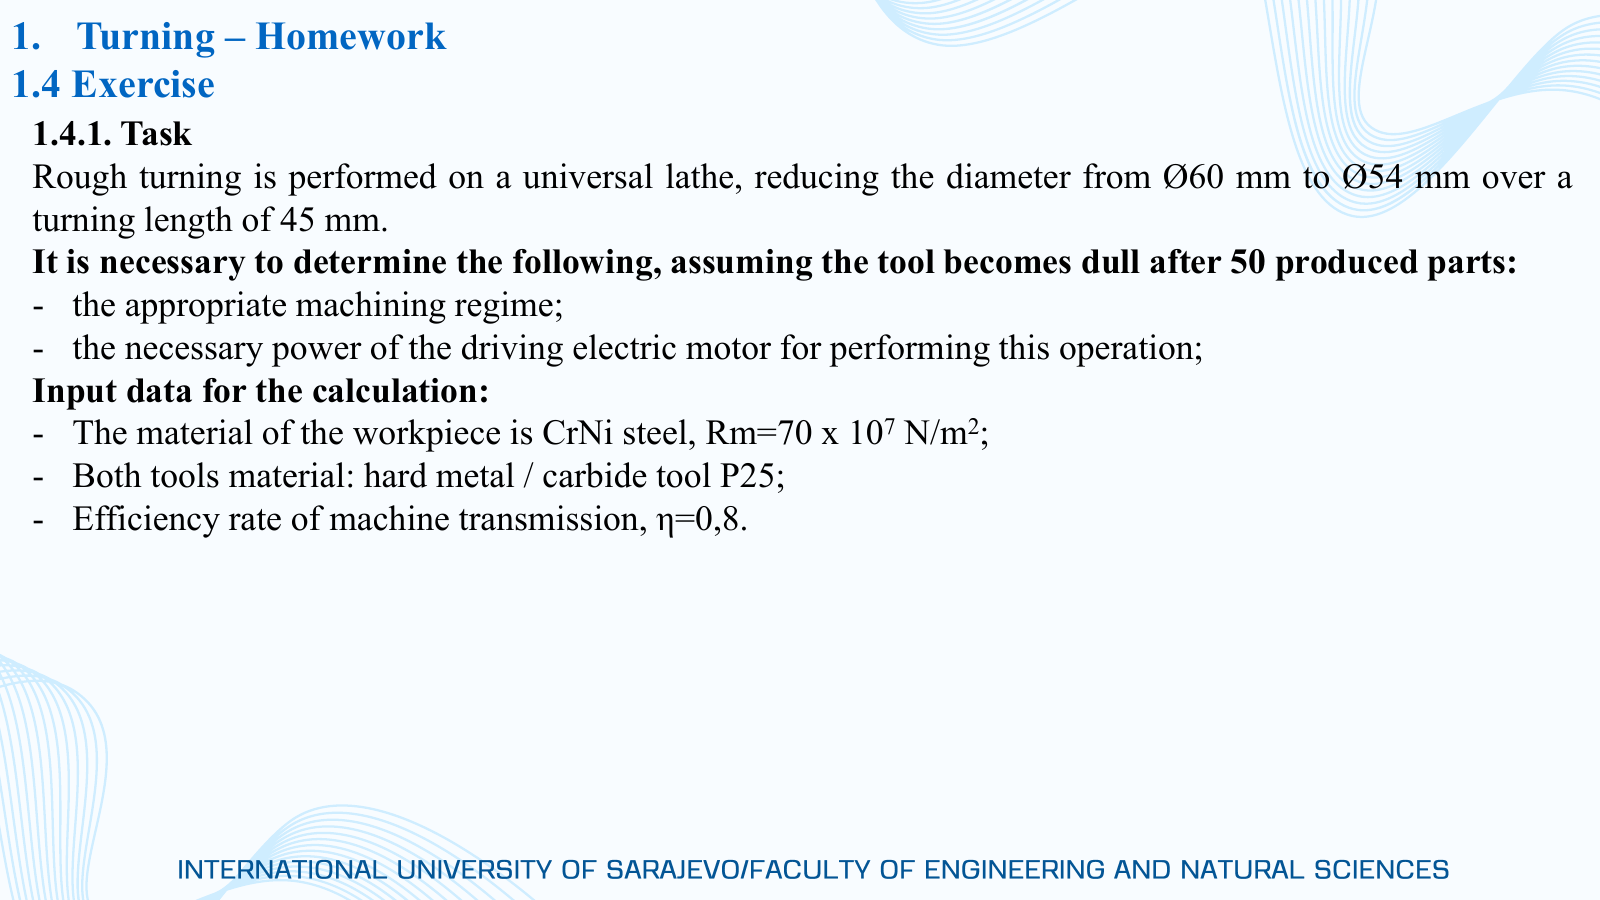 1. Turning – Homework
1.4 Exercise
1.4.1. Task
Rough turning is performed on a universal lathe, reducing the diameter from Ø60 mm to Ø54 mm over a
turning length of 45 mm.
It is necessary to determine the following, assuming the tool becomes dull after 50 produced parts:
- the appropriate machining regime;
- the necessary power of the driving electric motor for performing this operation;
Input data for the calculation:
- The material of the workpiece is CrNi steel, Rm=70 x 10⁷ N/m²;
- Both tools material: hard metal / carbide tool P25;
- Efficiency rate of machine transmission, η=0,8.
INTERNATIONAL UNIVERSITY OF SARAJEVO/FACULTY OF ENGINEERING AND NATURAL SCIENCES